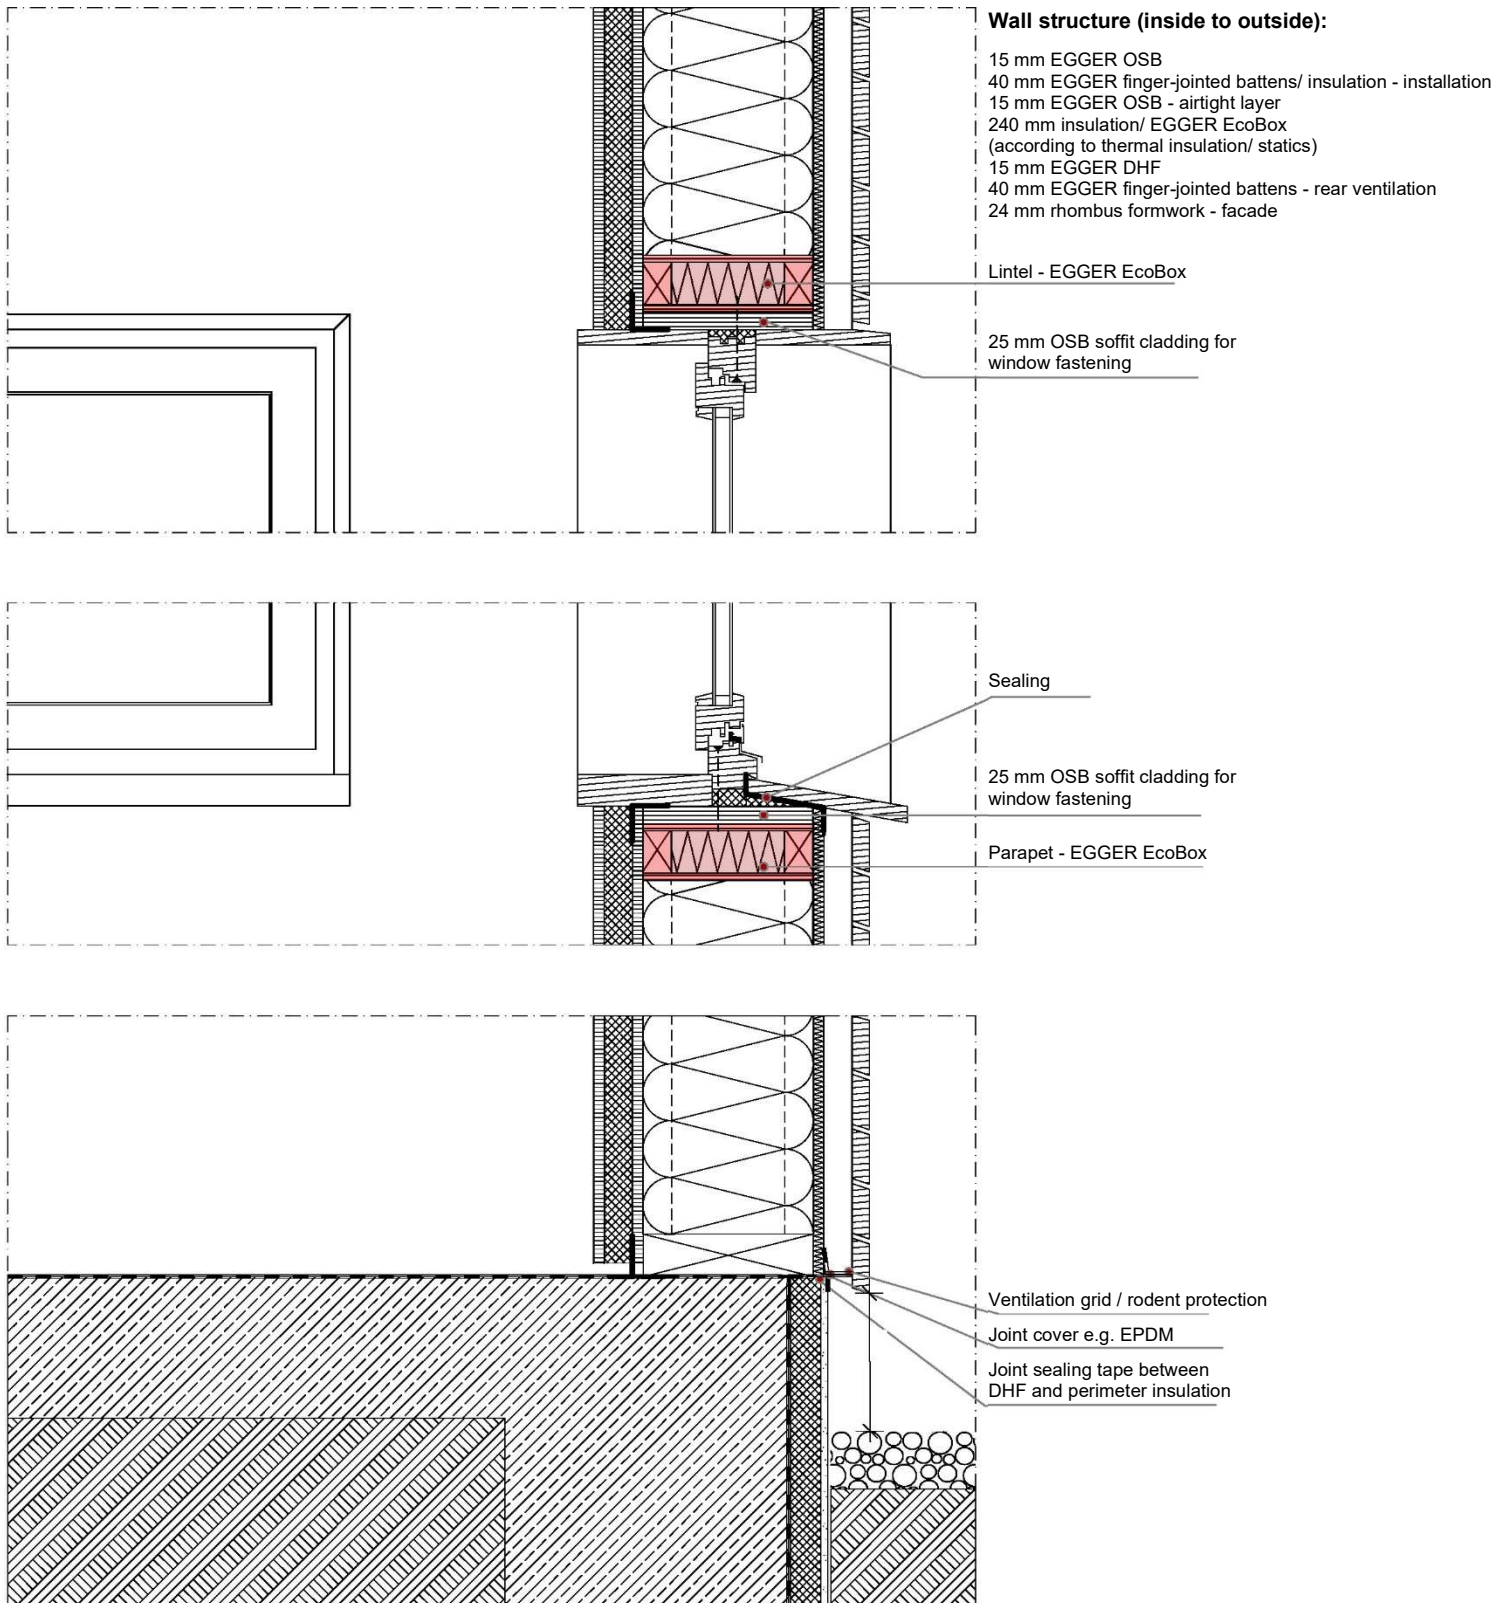 Wall structure (inside to outside):
15 mm EGGER OSB
40 mm EGGER finger-jointed battens/ insulation - installation
15 mm EGGER OSB - airtight layer
240 mm insulation/ EGGER EcoBox
(according to thermal insulation/ statics)
15 mm EGGER DHF
40 mm EGGER finger-jointed battens - rear ventilation
24 mm rhombus formwork - facade
Lintel - EGGER EcoBox
25 mm OSB soffit cladding for
window fastening
Sealing
25 mm OSB soffit cladding for
window fastening
Parapet - EGGER EcoBox
Ventilation grid / rodent protection
Joint cover e.g. EPDM
Joint sealing tape between
DHF and perimeter insulation